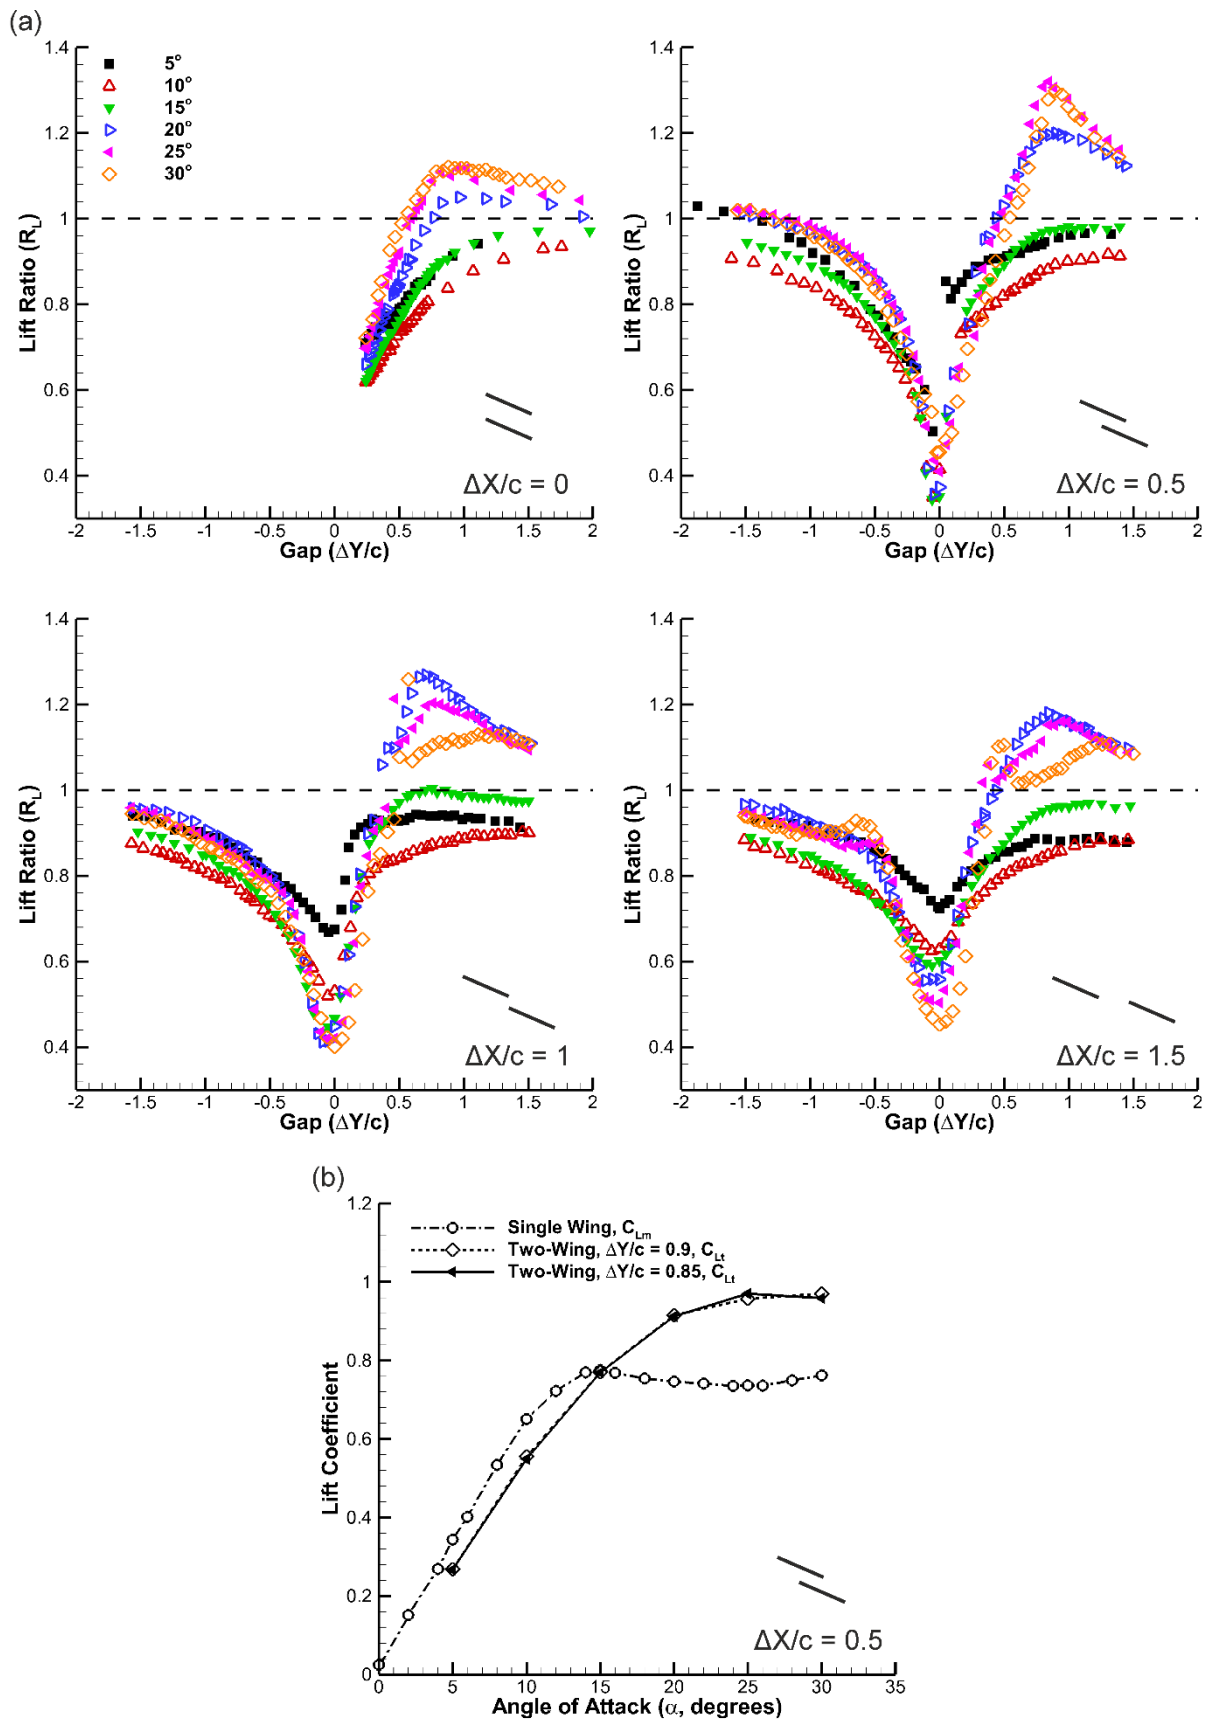 (a)
1.4
1.2
1
0.8
0.6
0.4
Lift Ratio (R_L)
5°
10°
15°
20°
25°
30°
ΔX/c = 0
-2 -1.5 -1 -0.5 0 0.5 1 1.5 2
Gap (ΔY/c)
1.4
1.2
1
0.8
0.6
0.4
Lift Ratio (R_L)
ΔX/c = 0.5
-2 -1.5 -1 -0.5 0 0.5 1 1.5 2
Gap (ΔY/c)
1.4
1.2
1
0.8
0.6
0.4
Lift Ratio (R_L)
ΔX/c = 1
-2 -1.5 -1 -0.5 0 0.5 1 1.5 2
Gap (ΔY/c)
1.4
1.2
1
0.8
0.6
0.4
Lift Ratio (R_L)
ΔX/c = 1.5
-2 -1.5 -1 -0.5 0 0.5 1 1.5 2
Gap (ΔY/c)
(b)
1.2
1
0.8
0.6
0.4
0.2
0
Lift Coefficient
Single Wing, C_Lm
Two-Wing, ΔY/c = 0.9, C_Lt
Two-Wing, ΔY/c = 0.85, C_Lt
ΔX/c = 0.5
0 5 10 15 20 25 30 35
Angle of Attack (α, degrees)